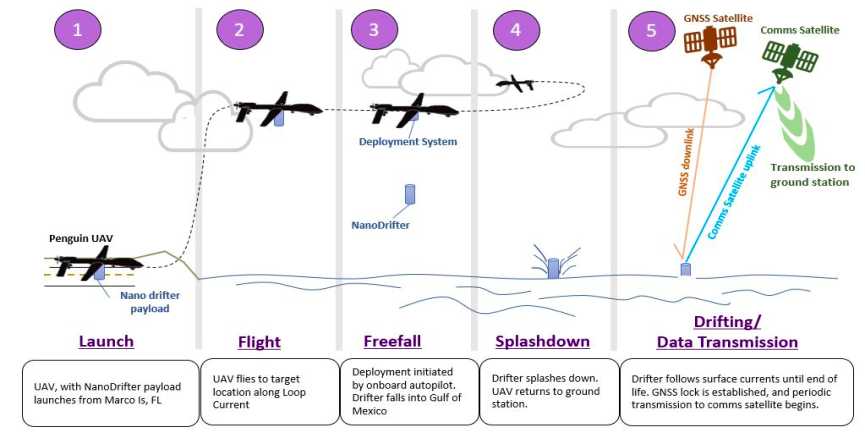 1
2
3
4
5
GNSS Satellite
Comms Satellite
Deployment System
GNSS downlink
Comms Satellite uplink
Transmission to
ground station
NanoDrifter
Penguin UAV
Nano drifter
payload
Launch
Flight
Freefall
Splashdown
Drifting/
Data Transmission
UAV, with NanoDrifter payload
launches from Marco Is, FL
UAV flies to target
location along Loop
Current
Deployment initiated
by onboard autopilot.
Drifter falls into Gulf of
Mexico
Drifter splashes down.
UAV returns to ground
station.
Drifter follows surface currents until end of
life. GNSS lock is established, and periodic
transmission to comms satellite begins.